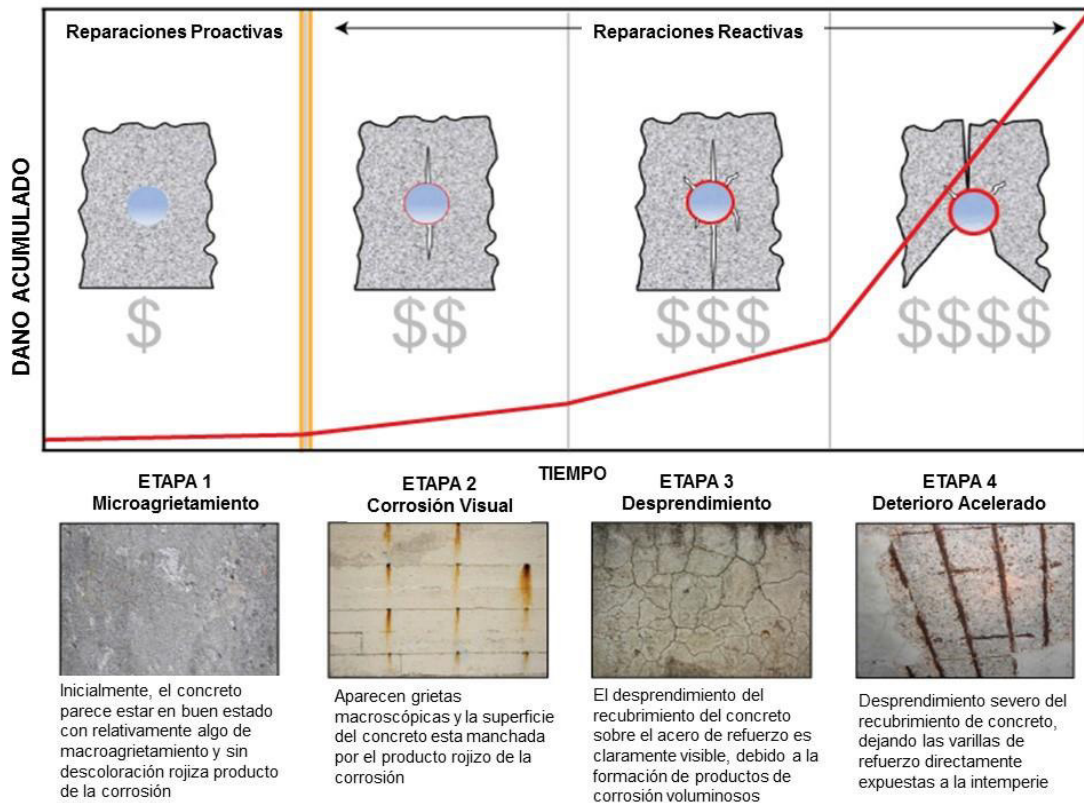 Reparaciones Proactivas
Reparaciones Reactivas
DANO ACUMULADO
$
$$
$$$
$$$$
TIEMPO
ETAPA 1
Microagrietamiento
Inicialmente, el concreto
parece estar en buen estado
con relativamente algo de
macroagrietamiento y sin
descoloración rojiza producto
de la corrosión
ETAPA 2
Corrosión Visual
Aparecen grietas
macroscópicas y la superficie
del concreto esta manchada
por el producto rojizo de la
corrosión
ETAPA 3
Desprendimiento
El desprendimiento del
recubrimiento del concreto
sobre el acero de refuerzo es
claramente visible, debido a la
formación de productos de
corrosión voluminosos
ETAPA 4
Deterioro Acelerado
Desprendimiento severo del
recubrimiento de concreto,
dejando las varillas de
refuerzo directamente
expuestas a la intemperie